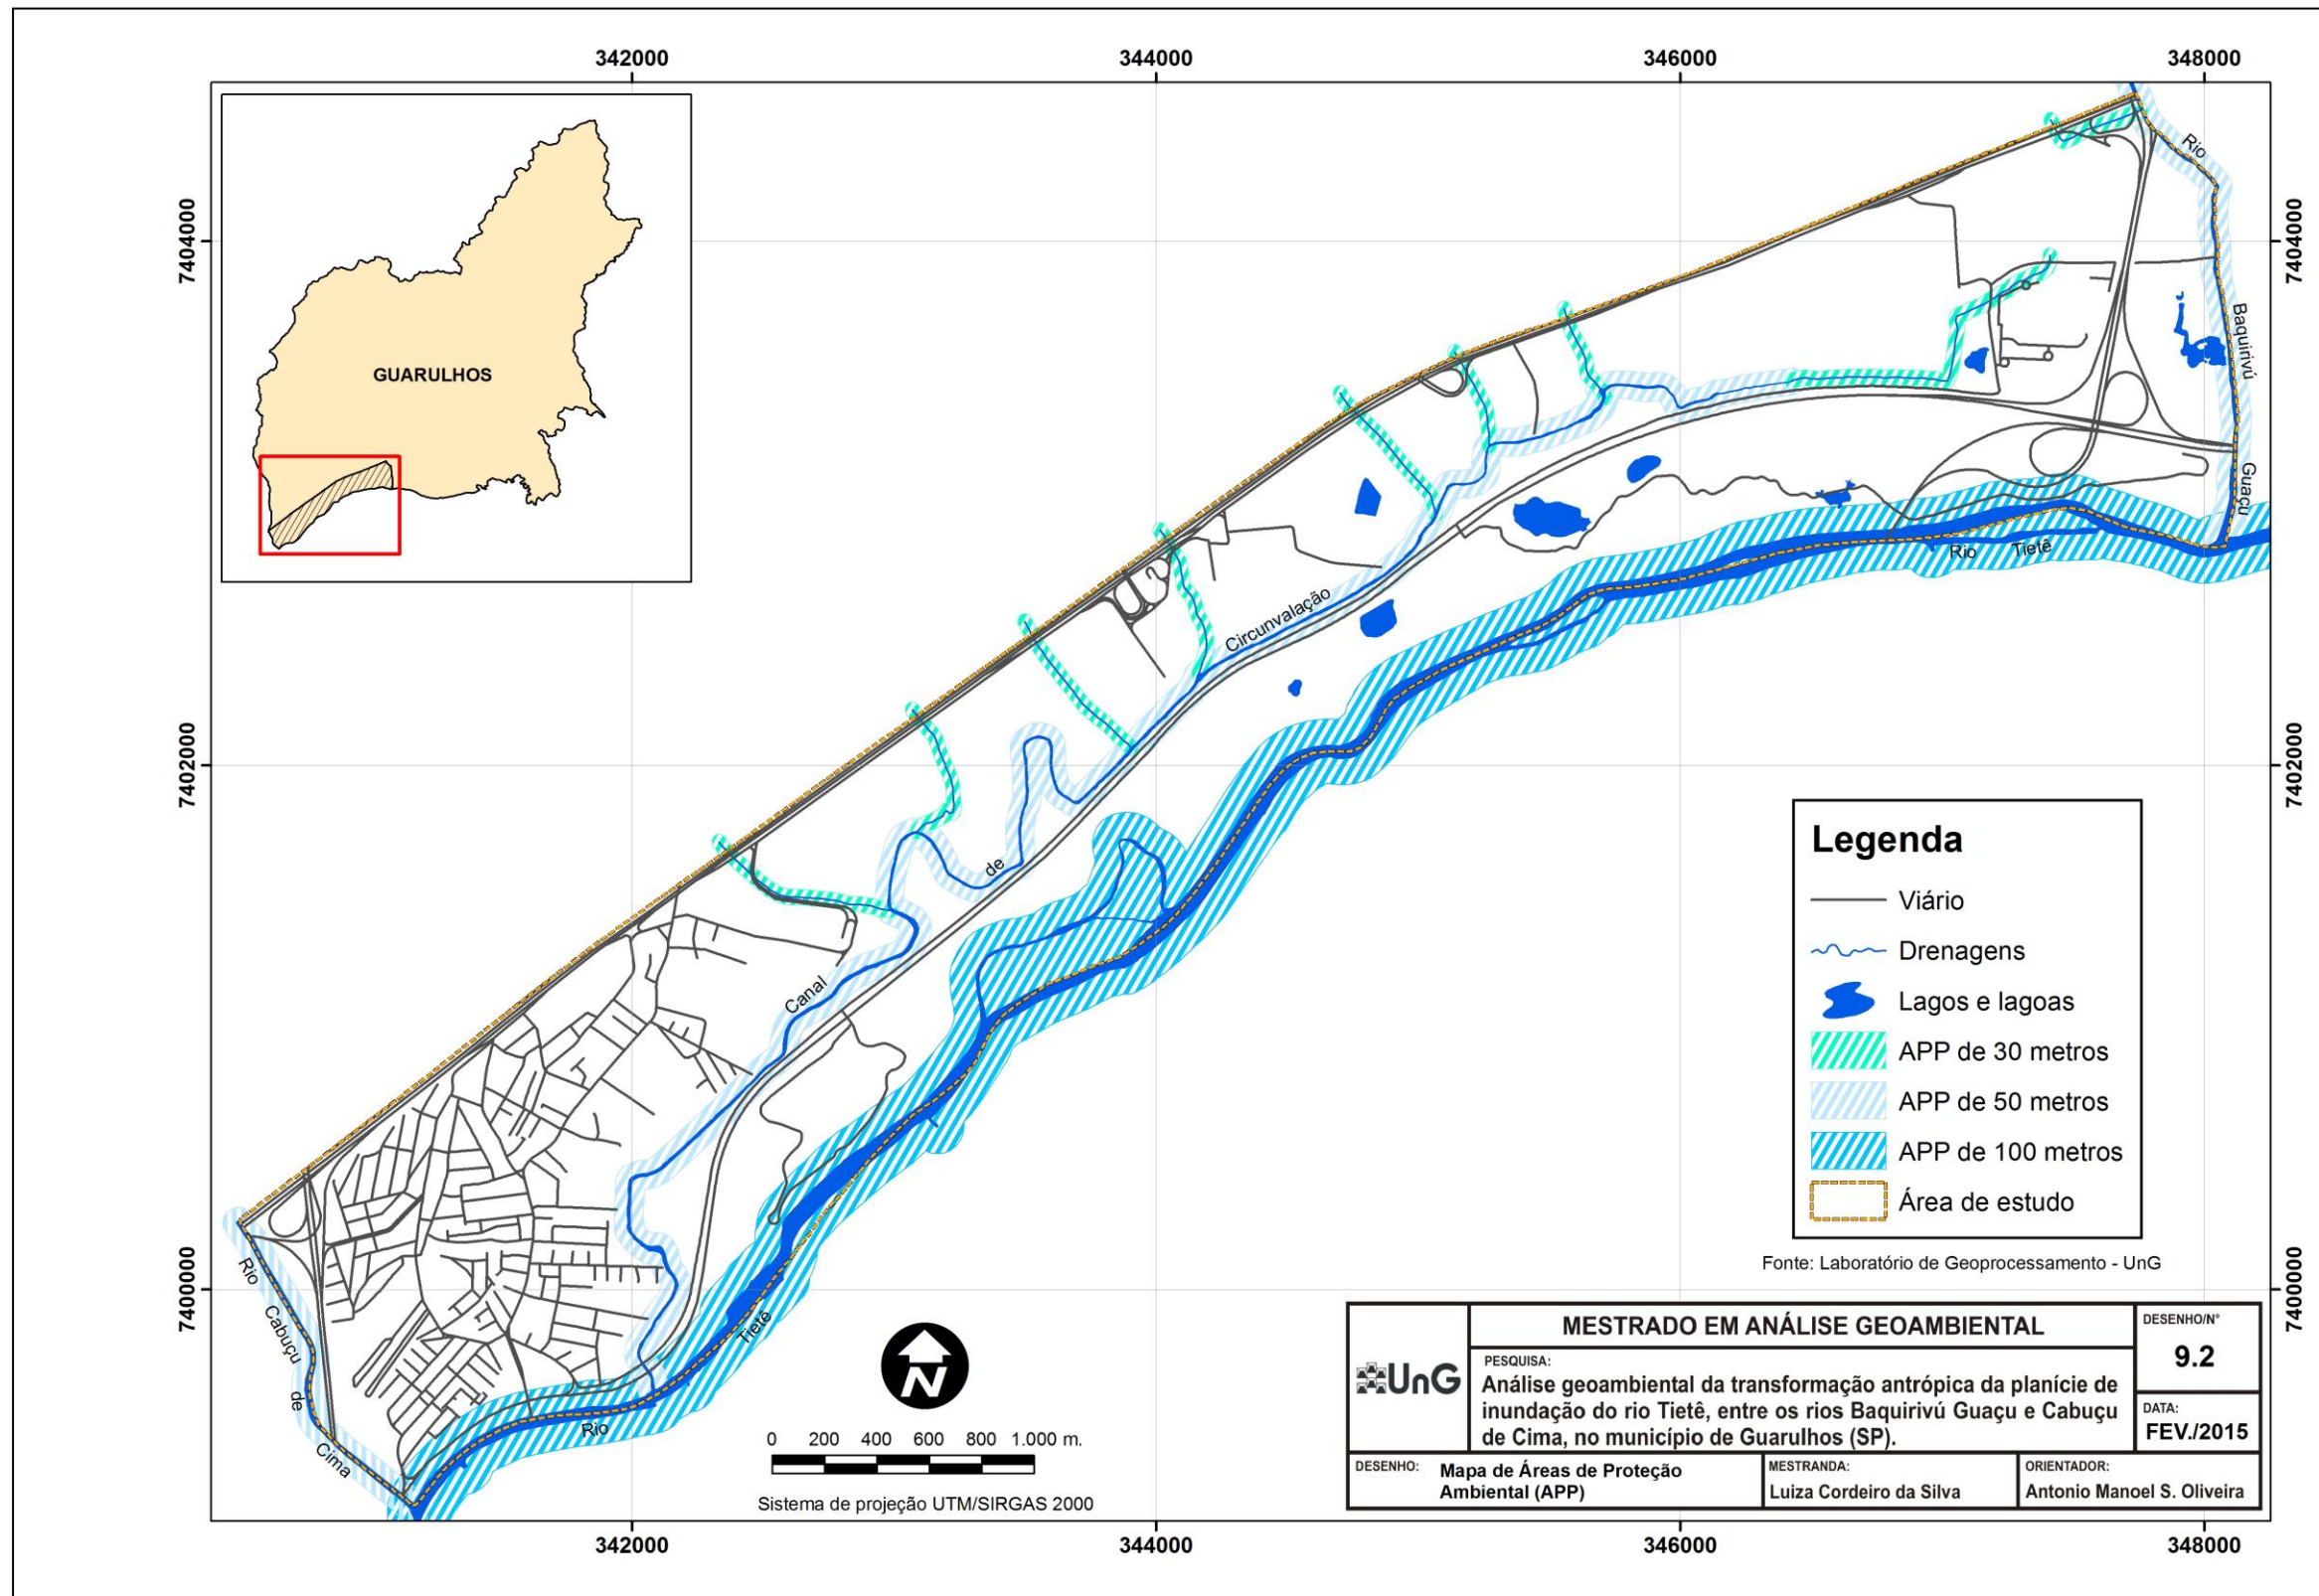 342000
344000
346000
348000
7404000
7404000
GUARULHOS
Rio
Baquirivú
Guaçu
Rio
Tietê
Circunvalação
7402000
7402000
de
Canal
Legenda
Viário
Drenagens
Lagos e lagoas
APP de 30 metros
APP de 50 metros
APP de 100 metros
Área de estudo
Fonte: Laboratório de Geoprocessamento - UnG
7400000
7400000
Rio
Cabuçu
de
Cima
Rio
Tietê
N
0 200 400 600 800 1.000 m.
Sistema de projeção UTM/SIRGAS 2000
UnG
MESTRADO EM ANÁLISE GEOAMBIENTAL
PESQUISA:
Análise geoambiental da transformação antrópica da planície de
inundação do rio Tietê, entre os rios Baquirivú Guaçu e Cabuçu
de Cima, no município de Guarulhos (SP).
DESENHO/N°
9.2
DATA:
FEV./2015
DESENHO: Mapa de Áreas de Proteção
Ambiental (APP)
MESTRANDA:
Luiza Cordeiro da Silva
ORIENTADOR:
Antonio Manoel S. Oliveira
342000
344000
346000
348000